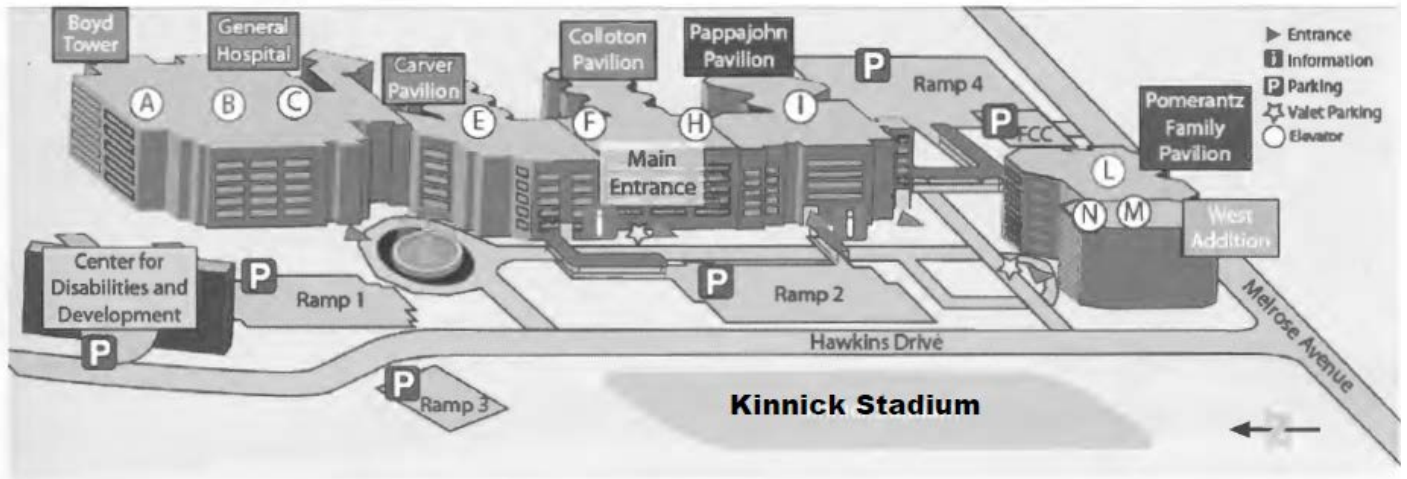 Boyd
Tower
General
Hospital
Carver
Pavilion
Colloton
Pavilion
Pappajohn
Pavilion
P
Ramp 4
Entrance
i Information
P Parking
Valet Parking
Elevator
Pomerantz
Family
Pavilion
A
B
C
E
F
H
I
P
FCC
L
N
M
West
Addition
Main
Entrance
i
i
Center for
Disabilities and
Development
P
Ramp 1
P
Ramp 2
P
Hawkins Drive
Melrose Avenue
P
Ramp 3
Kinnick Stadium
N